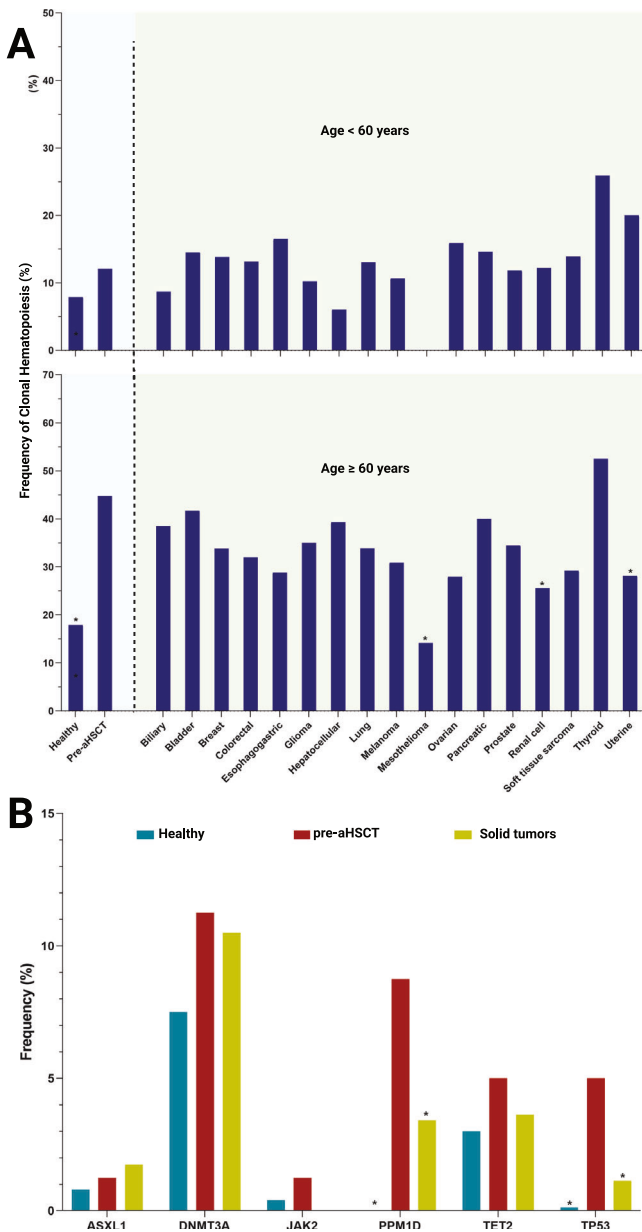 A
50
40
30
20
10
0
(%)
Age < 60 years
*
Frequency of Clonal Hematopoiesis (%)
70
60
50
40
30
20
10
0
Age ≥ 60 years
* * * *
*
Healthy Pre-aHSCT Biliary Bladder Breast Colorectal Esophagogastric Glioma Hepatocellular Lung Melanoma Mesothelioma Ovarian Pancreatic Prostate Renal cell Soft tissue sarcoma Thyroid Uterine
B
Healthy pre-aHSCT Solid tumors
Frequency (%)
15
10
5
0
* * * *
ASXL1 DNMT3A JAK2 PPM1D TET2 TP53